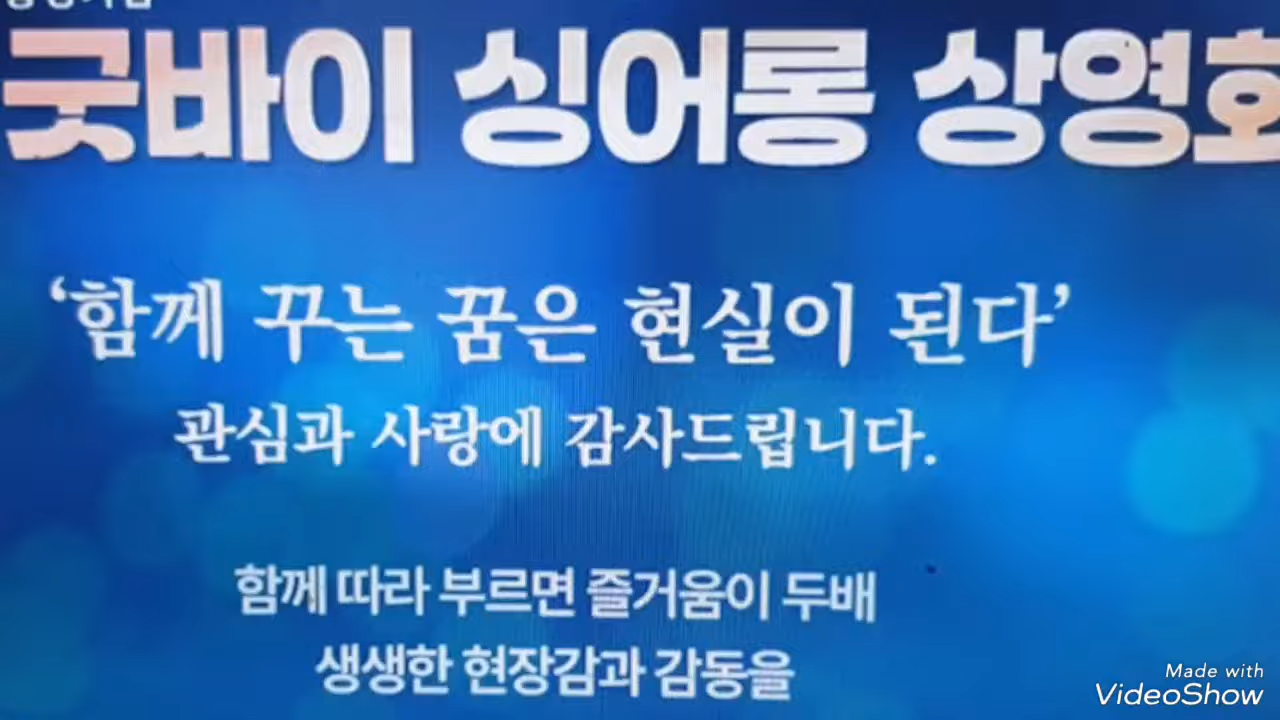 굿바이 싱어롱 상영회
‘함께 꾸는 꿈은 현실이 된다’
관심과 사랑에 감사드립니다.
함께 따라 부르면 즐거움이 두배
생생한 현장감과 감동을
Made with
VideoShow